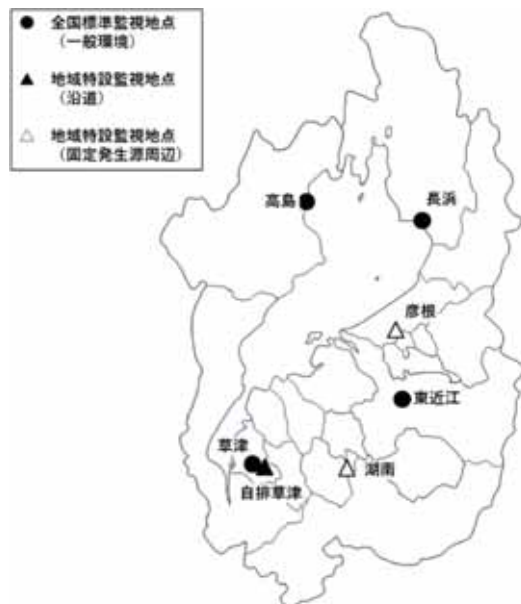 ● 全国標準監視地点
(一般環境)
▲ 地域特設監視地点
(沿道)
△ 地域特設監視地点
(固定発生源周辺)
高島
長浜
彦根
東近江
草津
自排草津
湖南